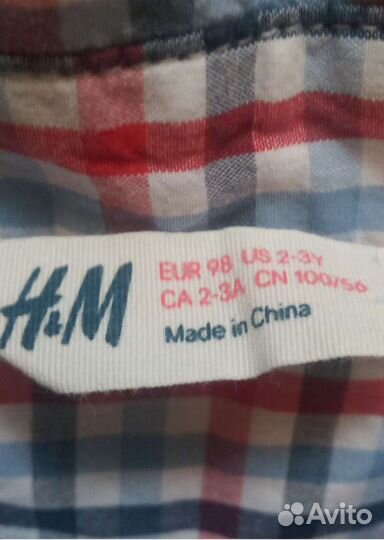 H&M
EUR 98 US 2-3Y
CA 2-3A CN 100/56
Made in China
Avito